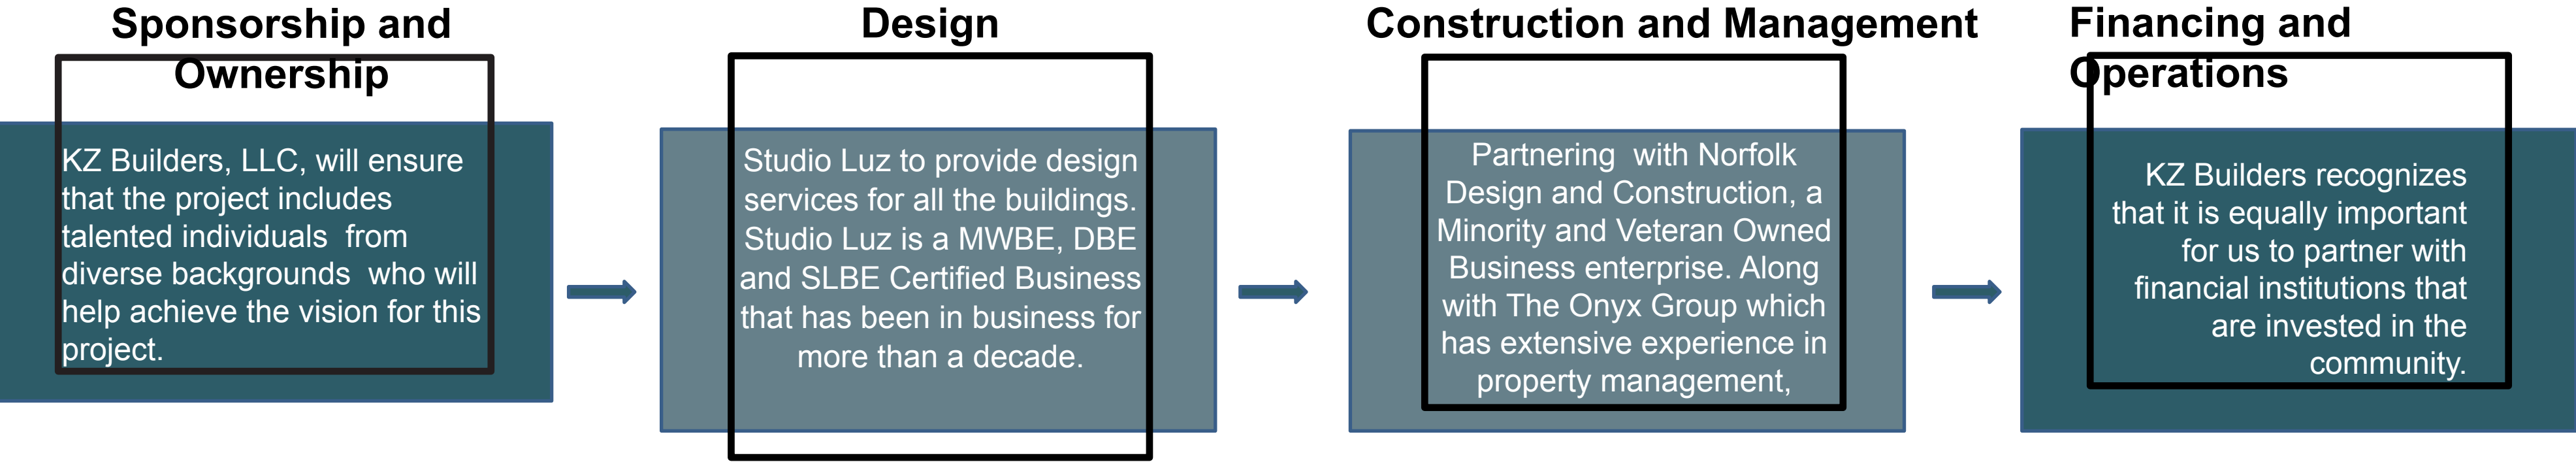 Sponsorship and
Ownership
KZ Builders, LLC, will ensure
that the project includes
talented individuals  from
diverse backgrounds  who will
help achieve the vision for this
project.
Design
Studio Luz to provide design
services for all the buildings.
Studio Luz is a MWBE, DBE
and SLBE Certified Business
that has been in business for
more than a decade.
Construction and Management
Partnering  with Norfolk
Design and Construction, a
Minority and Veteran Owned
Business enterprise. Along
with The Onyx Group which
has extensive experience in
property management,
Financing and
Operations
KZ Builders recognizes
that it is equally important
for us to partner with
financial institutions that
are invested in the
community.